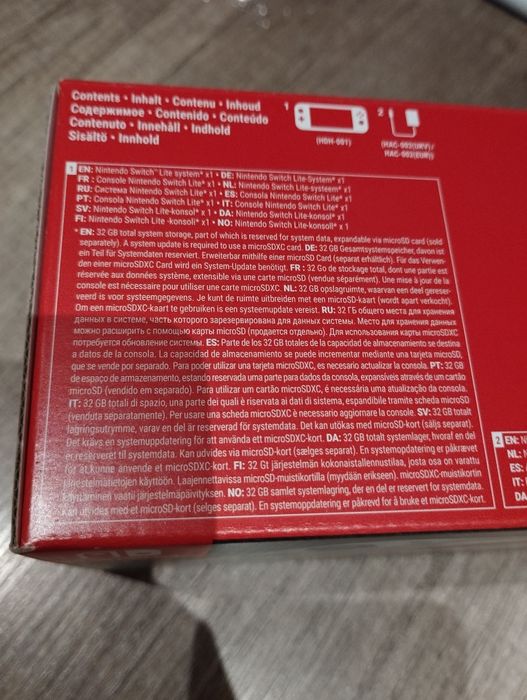 Contents • Inhalt • Contenu • Inhoud
Содержимое • Contenido • Conteúdo
Contenuto • Innehåll • Indhold
Sisältö • Innhold
1
(HDH-001)
2
(HAC-002(UKV)/
HAC-002(EUR))
1 EN: Nintendo Switch™ Lite system* x1 • DE: Nintendo Switch Lite-System* x1
FR : Console Nintendo Switch Lite* x1 • NL: Nintendo Switch Lite-systeem* x1
RU: Система Nintendo Switch Lite* x1 • ES: Consola Nintendo Switch Lite* x1
PT: Consola Nintendo Switch Lite* x1 • IT: Console Nintendo Switch Lite* x1
SV: Nintendo Switch Lite-konsol* x1 • DA: Nintendo Switch Lite-konsol* x1
FI: Nintendo Switch Lite -konsoli* x1 • NO: Nintendo Switch Lite-konsoll* x1
*EN: 32 GB total system storage, part of which is reserved for system data, expandable via microSD card (sold
separately). A system update is required to use a microSDXC card. DE: 32 GB Gesamtsystemspeicher, davon ist
ein Teil für Systemdaten reserviert. Erweiterbar mithilfe einer microSD Card (separat erhältlich). Für das Verwen-
den einer microSDXC Card wird ein System-Update benötigt. FR : 32 Go de stockage total, dont une partie est
réservée aux données système, extensible via une carte microSD (vendue séparément). Une mise à jour de la
console est nécessaire pour utiliser une carte microSDXC. NL: 32 GB opslagruimte, waarvan een deel gereser-
veerd is voor systeemgegevens. Je kunt de ruimte uitbreiden met een microSD-kaart (wordt apart verkocht).
Om een microSDXC-kaart te gebruiken is een systeemupdate vereist. RU: 32 ГБ общего места для хранения
данных в системе, часть которого зарезервирована для данных системы. Место для хранения данных
можно расширить с помощью карты microSD (продается отдельно). Для использования карты microSDXC
потребуется обновление системы. ES: Parte de los 32 GB totales de capacidad de almacenamiento se destina
a datos de la consola. La capacidad de almacenamiento se puede incrementar mediante una tarjeta microSD,
que se vende por separado. Para poder utilizar una tarjeta microSDXC, es necesario actualizar la consola. PT: 32 GB
de espaço de armazenamento, estando reservada uma parte para dados da consola, expansíveis através de um cartão
microSD (vendido em separado). Para utilizar um cartão microSDXC, é necessária uma atualização da consola.
IT: 32 GB totali di spazio, una parte dei quali è riservata ai dati di sistema, espandibile tramite scheda microSD
(venduta separatamente). Per usare una scheda microSDXC è necessario aggiornare la console. SV: 32 GB totalt
lagringsutrymme, varav en del är reserverad för systemdata. Det kan utökas med microSD-kort (säljs separat).
Det krävs en systemuppdatering för att använda ett microSDXC-kort. DA: 32 GB totalt systemlager, hvoraf en del
er reserveret til systemdata. Kan udvides via microSD-kort (sælges separat). En systemopdatering er påkrævet
for at kunne anvende et microSDXC-kort. FI: 32 Gt järjestelmän kokonaistallennustilaa, josta osa on varattu
järjestelmätietojen käyttöön. Laajennettavissa microSD-muistikortilla (myydään erikseen). microSDXC-muistikortin
käyttäminen vaatii järjestelmäpäivityksen. NO: 32 GB samlet systemlagring, der en del er reservert for systemdata.
Kan utvides med et microSD-kort (selges separat). En systemoppdatering er påkrevd for å bruke et microSDXC-kort.
2 EN: N
NL: N
ES:
IT:
DA: